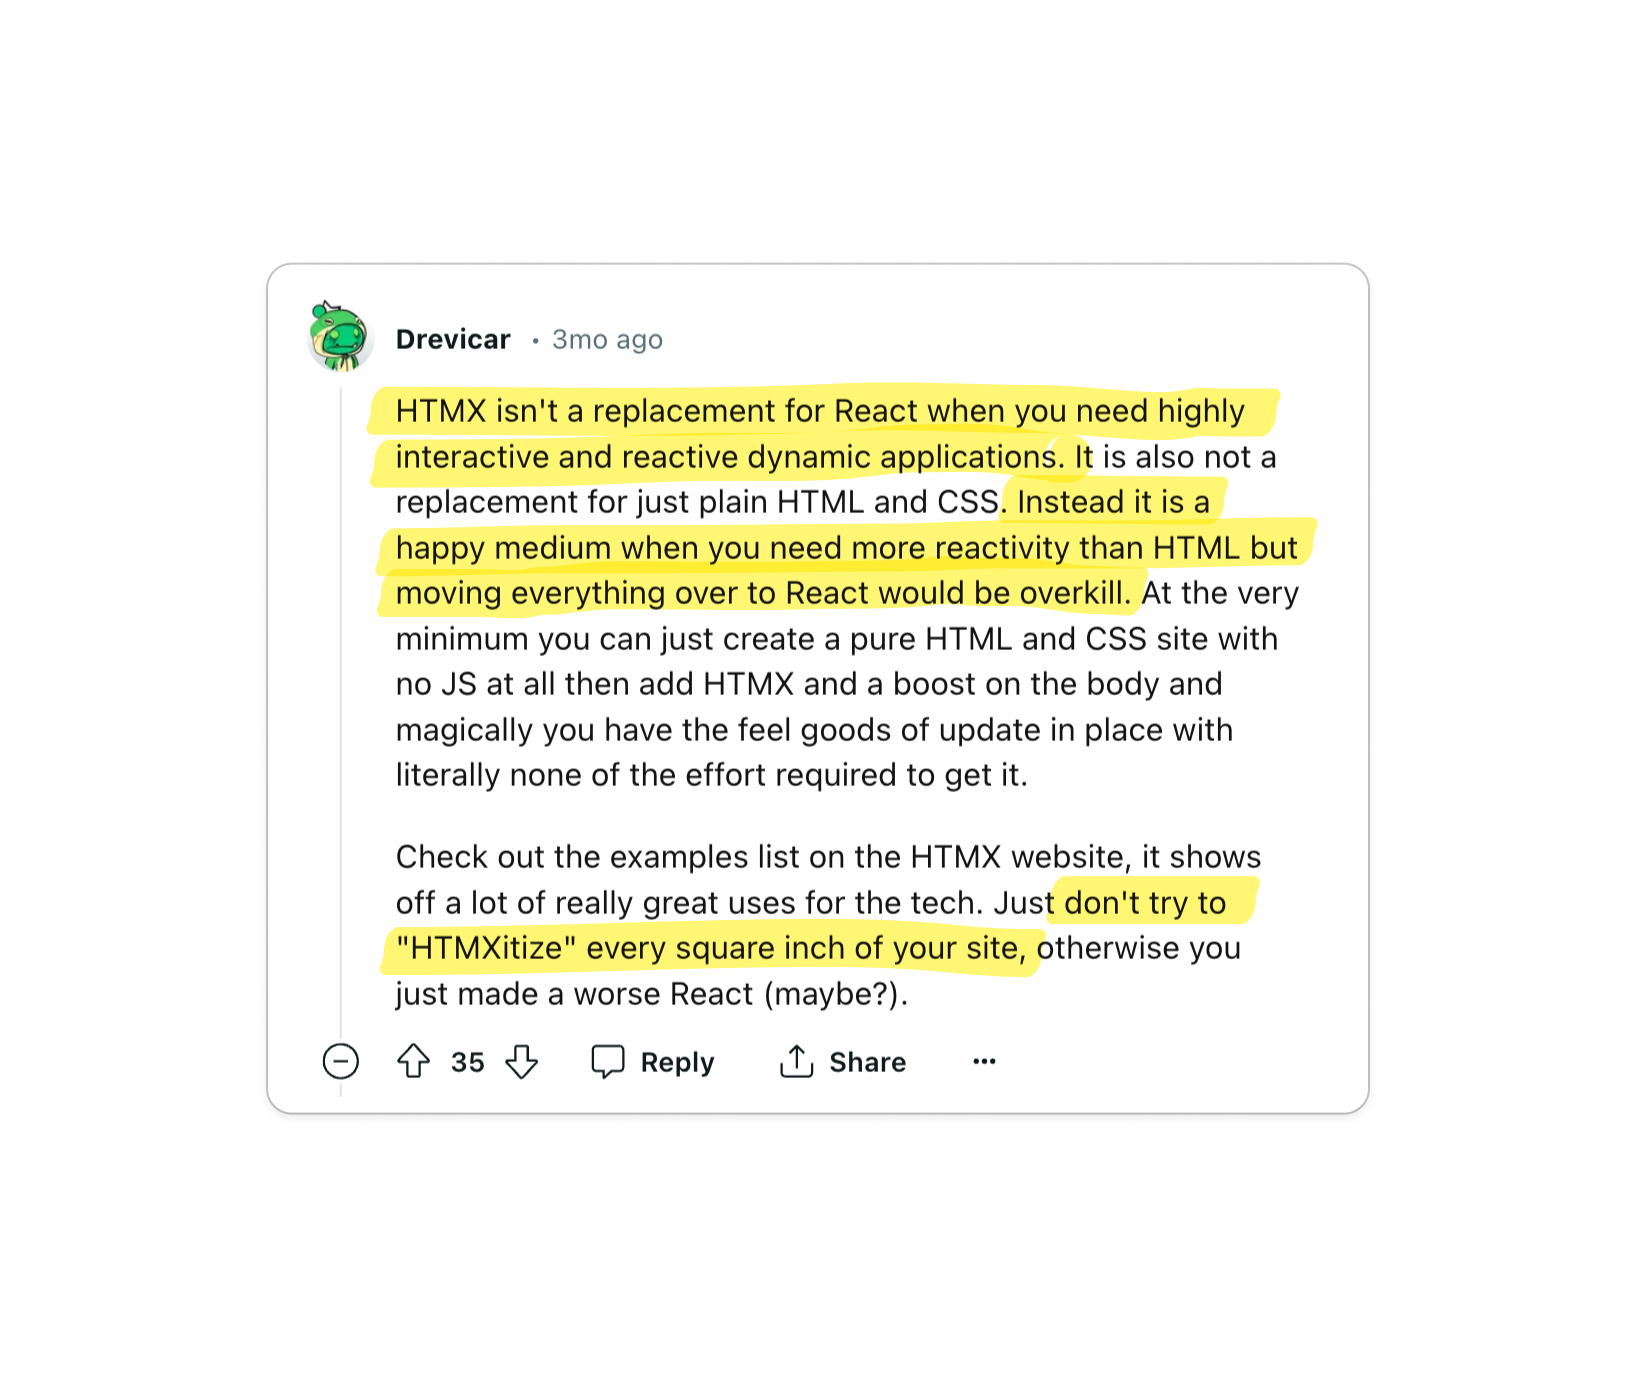 Drevicar • 3mo ago
HTMX isn't a replacement for React when you need highly
interactive and reactive dynamic applications. It is also not a
replacement for just plain HTML and CSS. Instead it is a
happy medium when you need more reactivity than HTML but
moving everything over to React would be overkill. At the very
minimum you can just create a pure HTML and CSS site with
no JS at all then add HTMX and a boost on the body and
magically you have the feel goods of update in place with
literally none of the effort required to get it.
Check out the examples list on the HTMX website, it shows
off a lot of really great uses for the tech. Just don't try to
"HTMXitize" every square inch of your site, otherwise you
just made a worse React (maybe?).
35 Reply Share ...